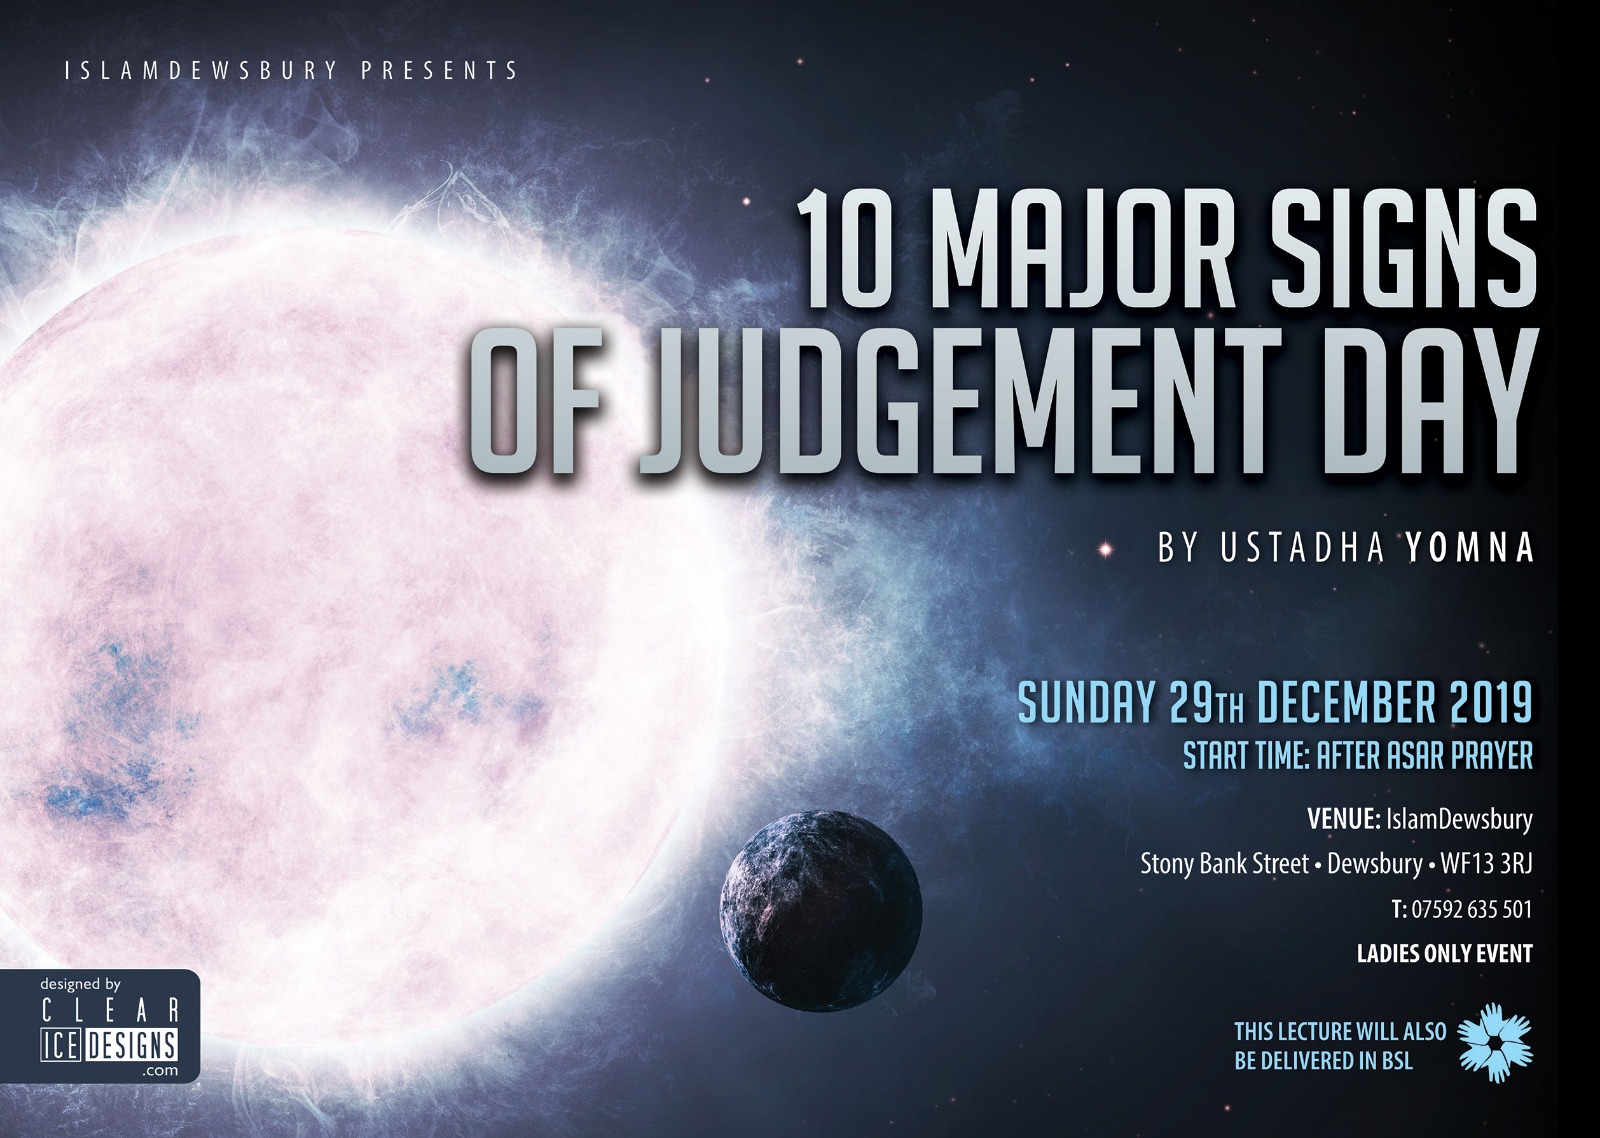 ISLAMDEWSBURY PRESENTS
10 MAJOR SIGNS
OF JUDGEMENT DAY
BY USTADHA YOMNA
SUNDAY 29TH DECEMBER 2019
START TIME: AFTER ASAR PRAYER
VENUE: IslamDewsbury
Stony Bank Street • Dewsbury • WF13 3RJ
T: 07592 635 501
LADIES ONLY EVENT
THIS LECTURE WILL ALSO
BE DELIVERED IN BSL
designed by
CLEAR
ICE DESIGNS
.com